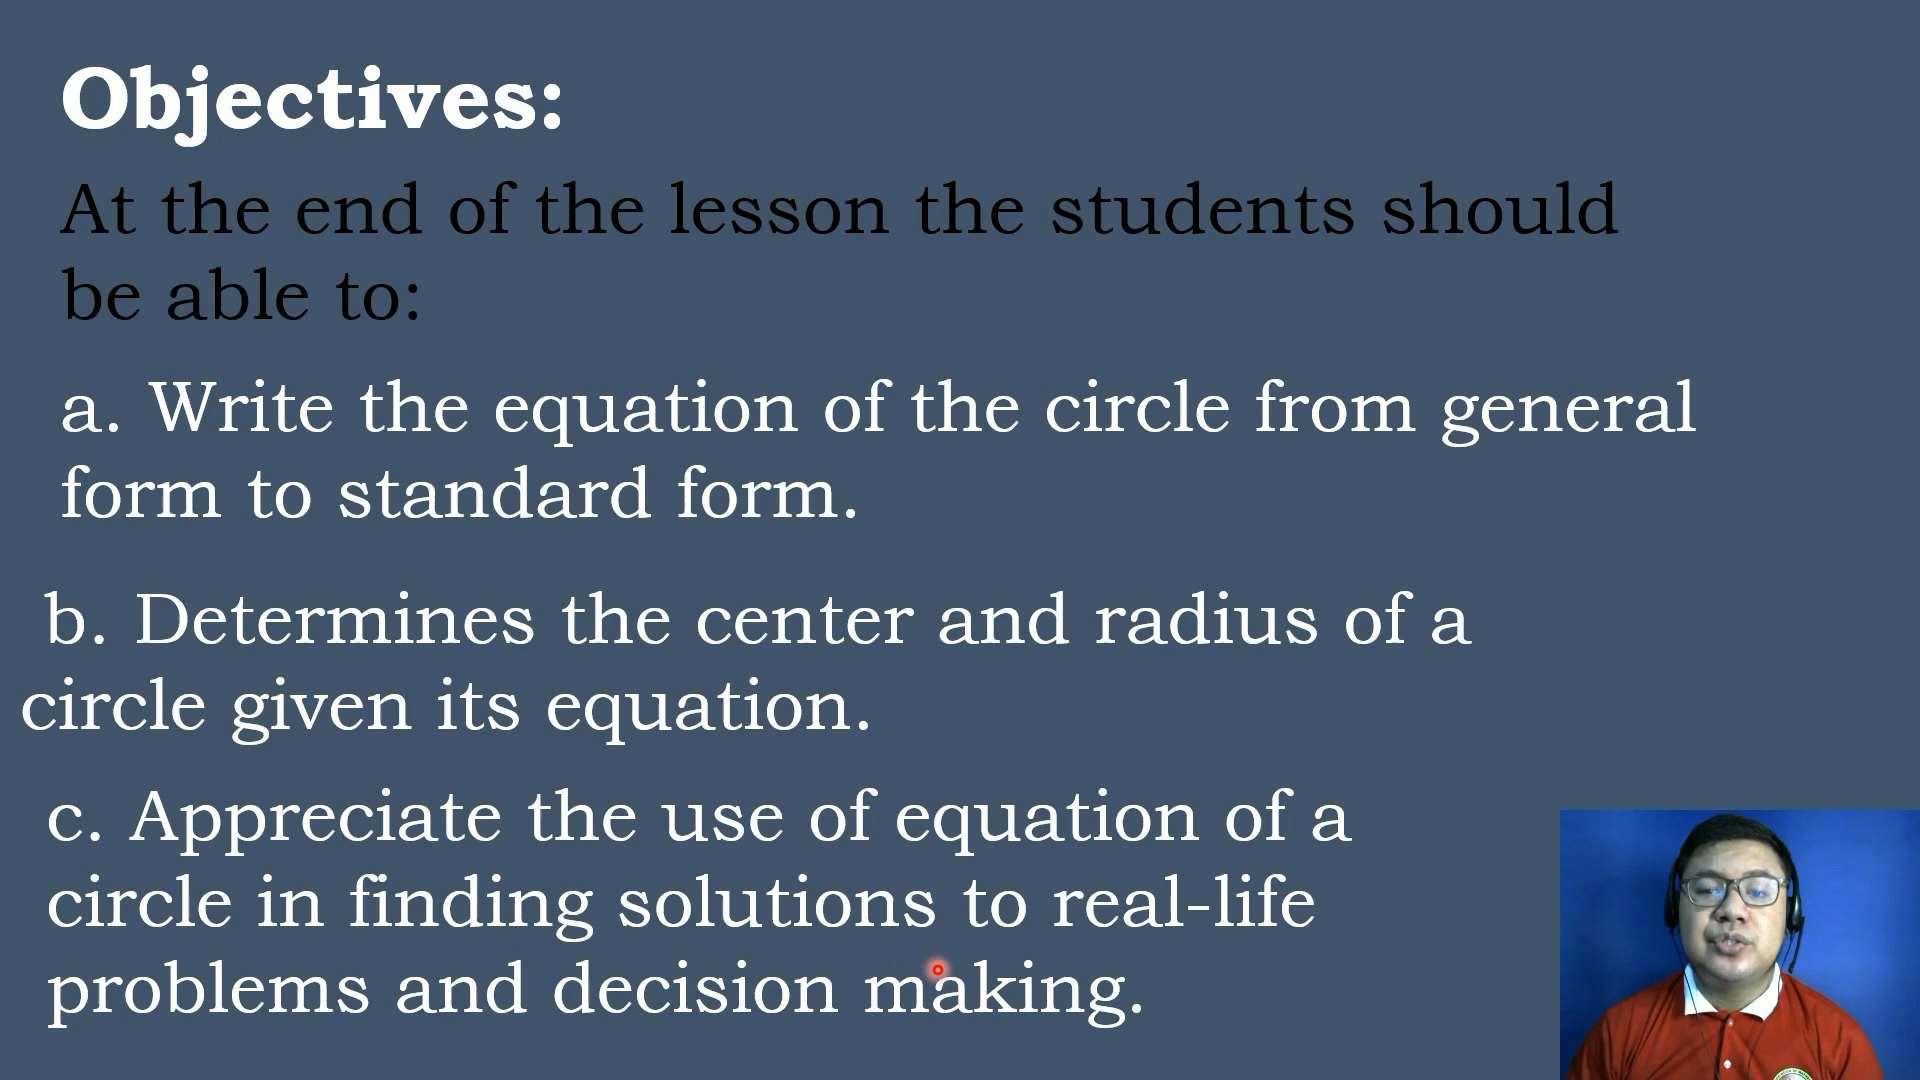 Objectives:
At the end of the lesson the students should
be able to:
a. Write the equation of the circle from general
form to standard form.
b. Determines the center and radius of a
circle given its equation.
c. Appreciate the use of equation of a
circle in finding solutions to real-life
problems and decision making.